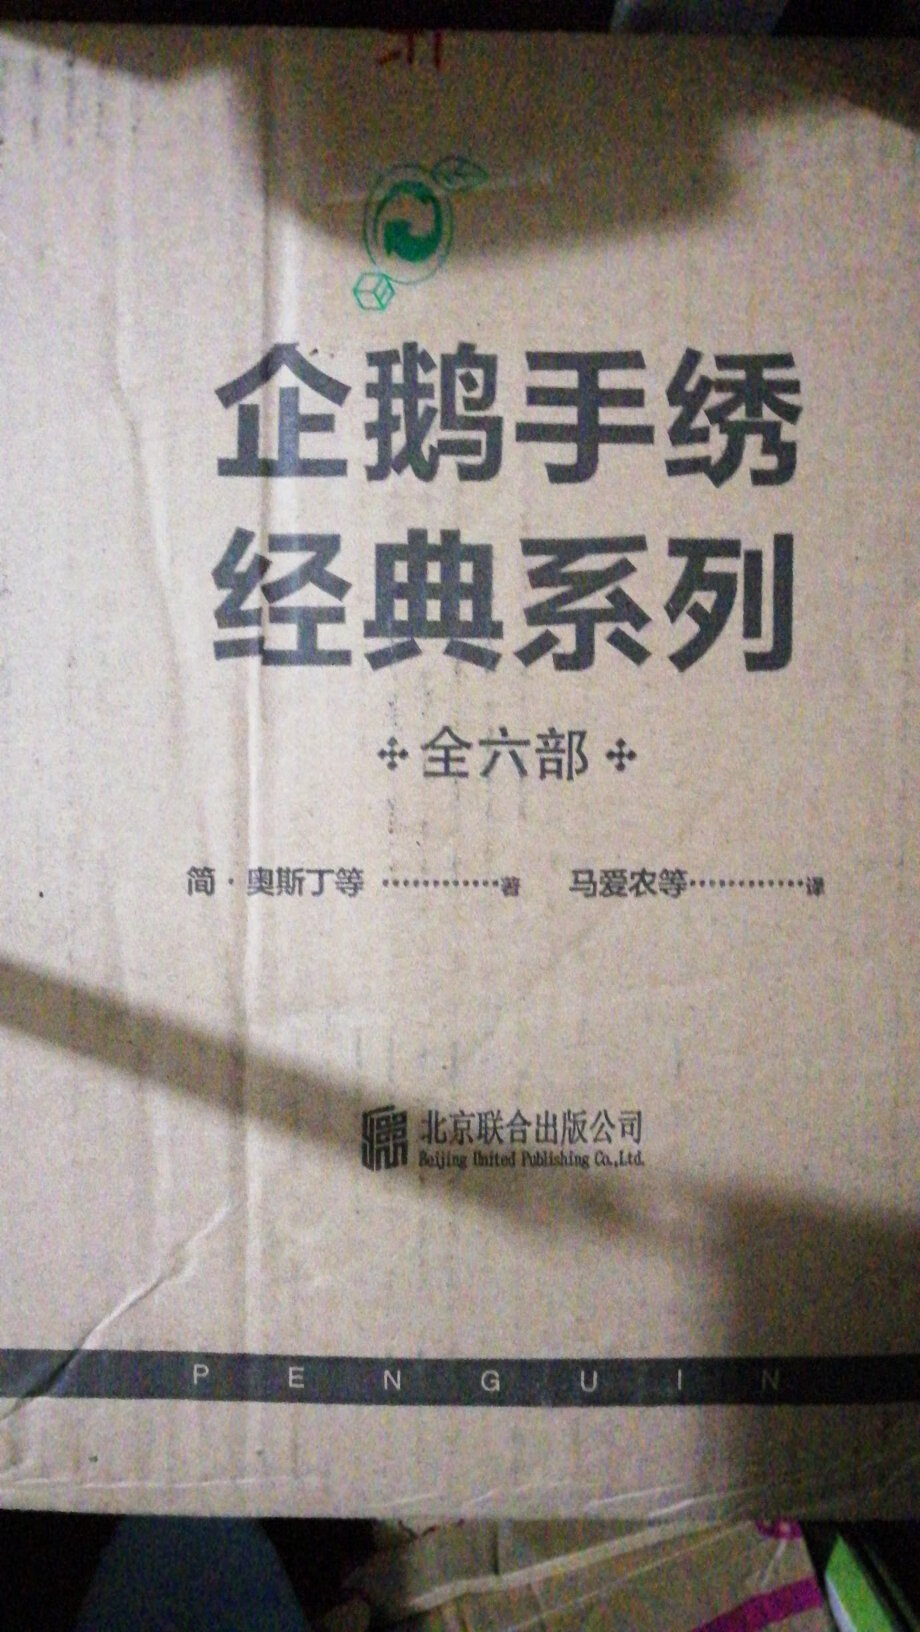 企鹅手绣
经典系列
全六部
简·奥斯丁等 …………著 马爱农等…………译
北京联合出版公司
Beijing United Publishing Co.,Ltd.
PENGUIN